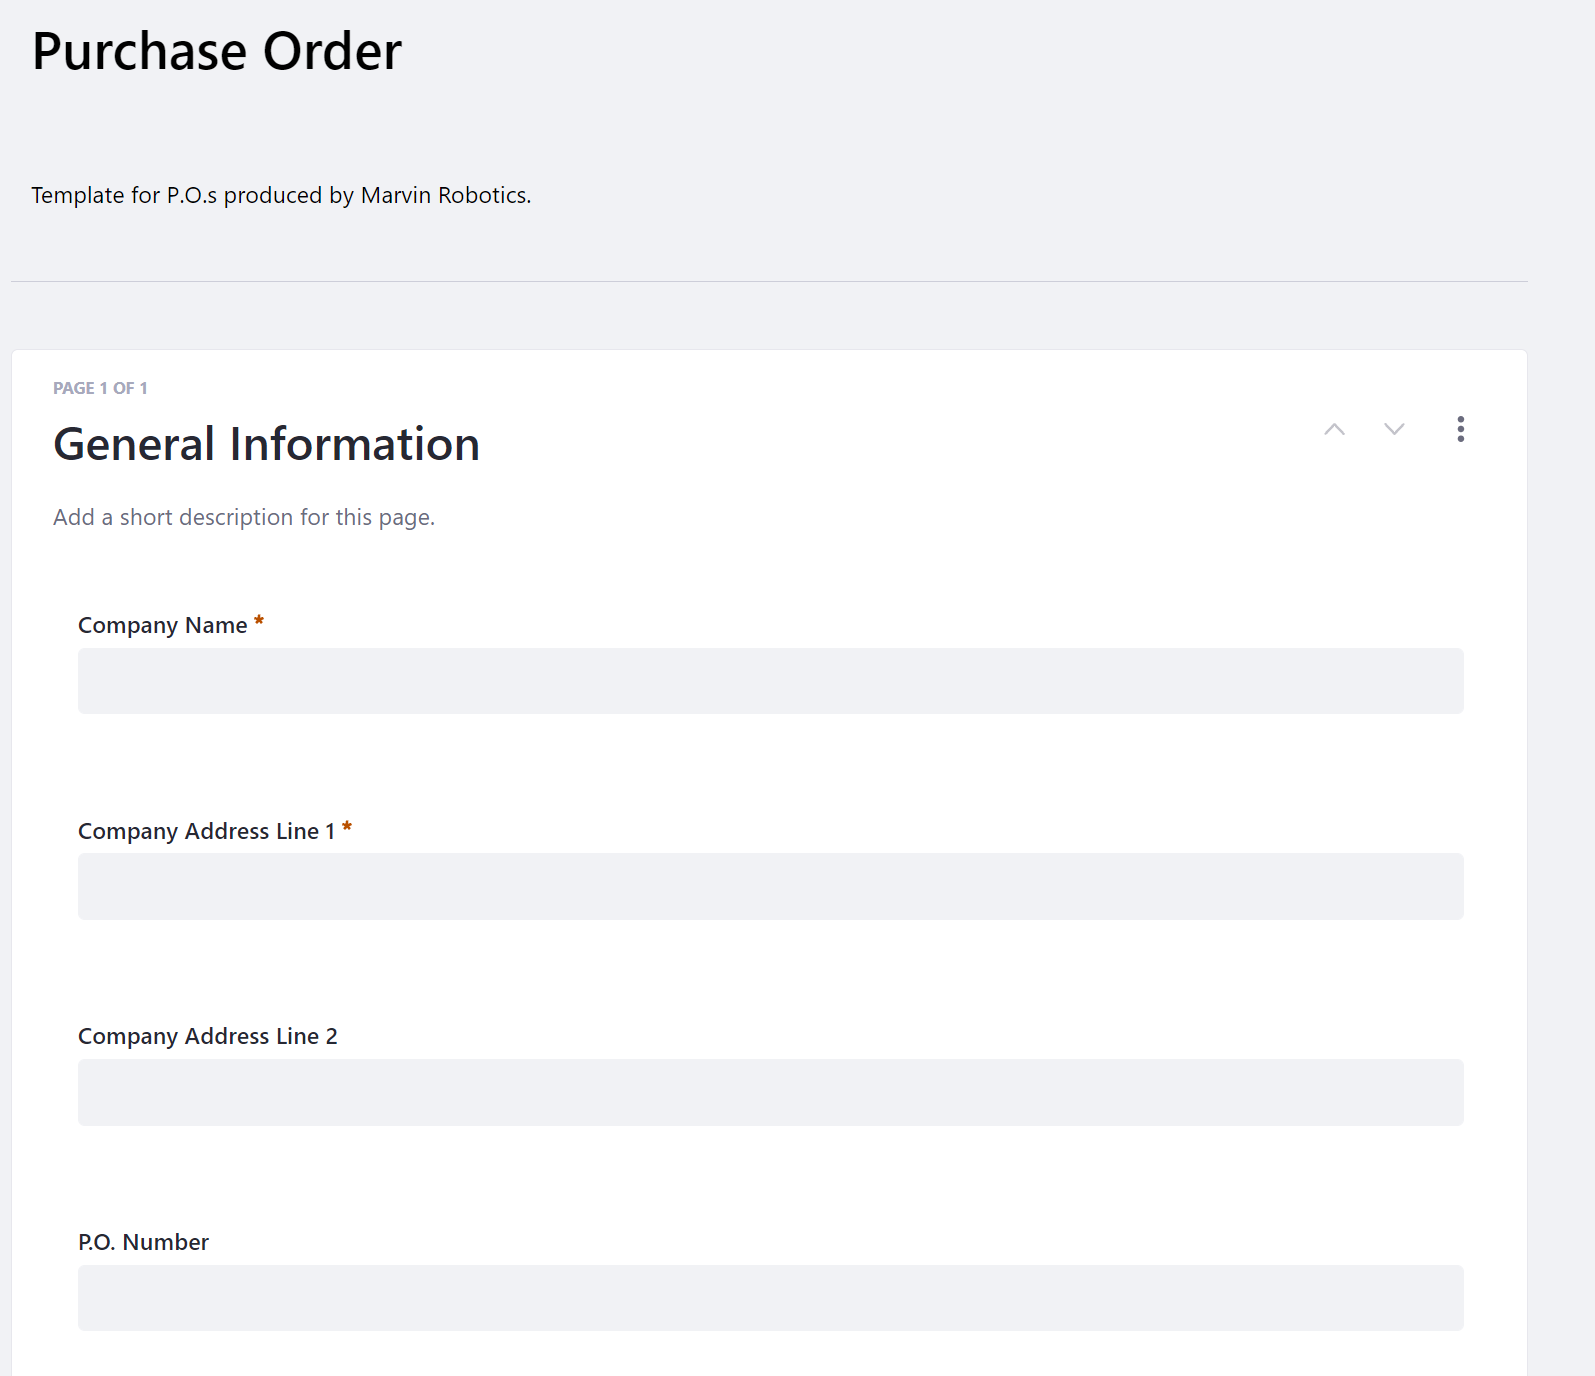 Purchase Order
Template for P.O.s produced by Marvin Robotics.
PAGE 1 OF 1
General Information
Add a short description for this page.
Company Name *
Company Address Line 1 *
Company Address Line 2
P.O. Number